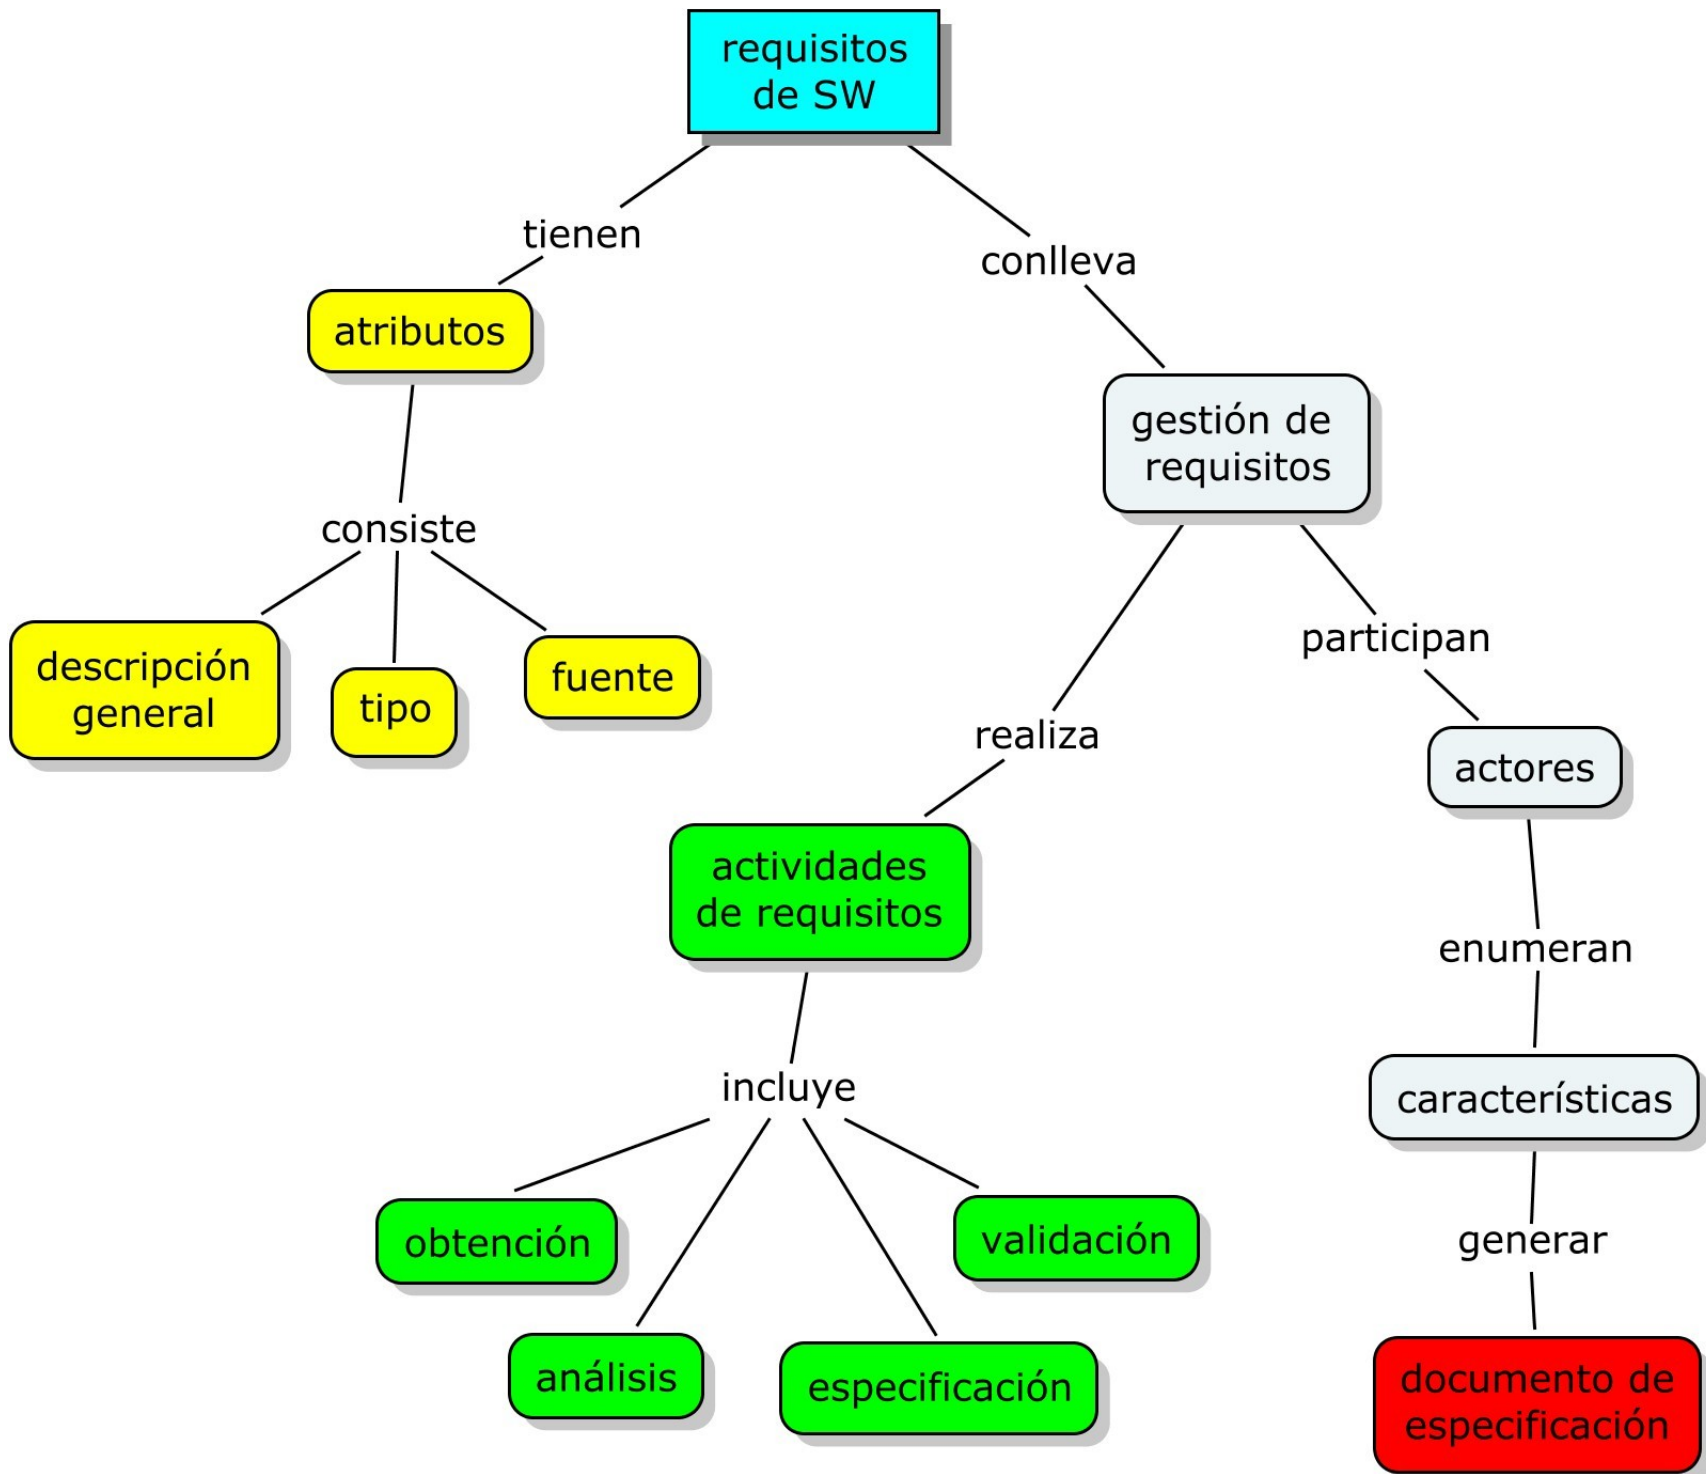 requisitos
de SW
tienen
conlleva
atributos
gestión de
requisitos
consiste
descripción
general
tipo
fuente
participan
realiza
actores
actividades
de requisitos
enumeran
incluye
características
obtención
validación
generar
análisis
especificación
documento de
especificación